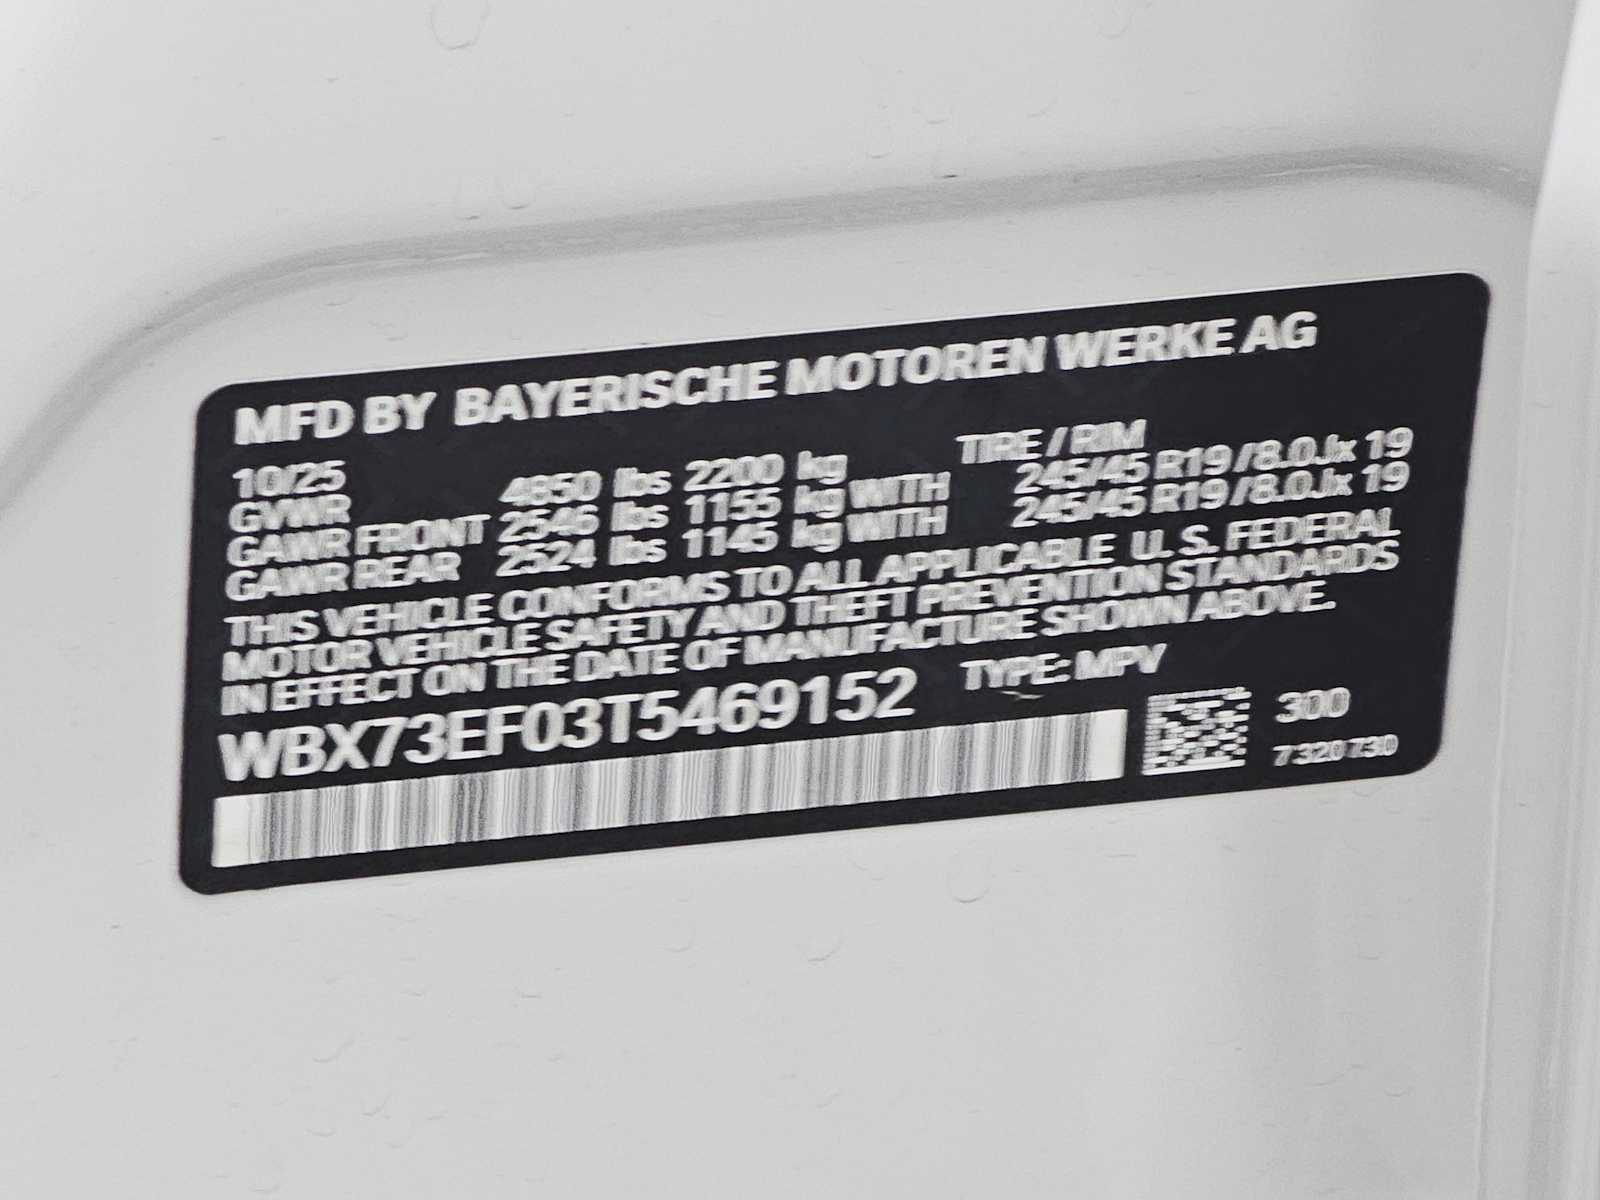 MFD BY BAYERISCHE MOTOREN WERKE AG
10/25 TIRE / RIM
GVWR 4850 lbs 2200 kg
GAWR FRONT 2546 lbs 1155 kg WITH 245/45 R19 / 8.0Jx 19
GAWR REAR 2524 lbs 1145 kg WITH 245/45 R19 / 8.0Jx 19
THIS VEHICLE CONFORMS TO ALL APPLICABLE U. S. FEDERAL
MOTOR VEHICLE SAFETY AND THEFT PREVENTION STANDARDS
IN EFFECT ON THE DATE OF MANUFACTURE SHOWN ABOVE.
WBX73EF03T5469152 TYPE: MPV
300
7320730